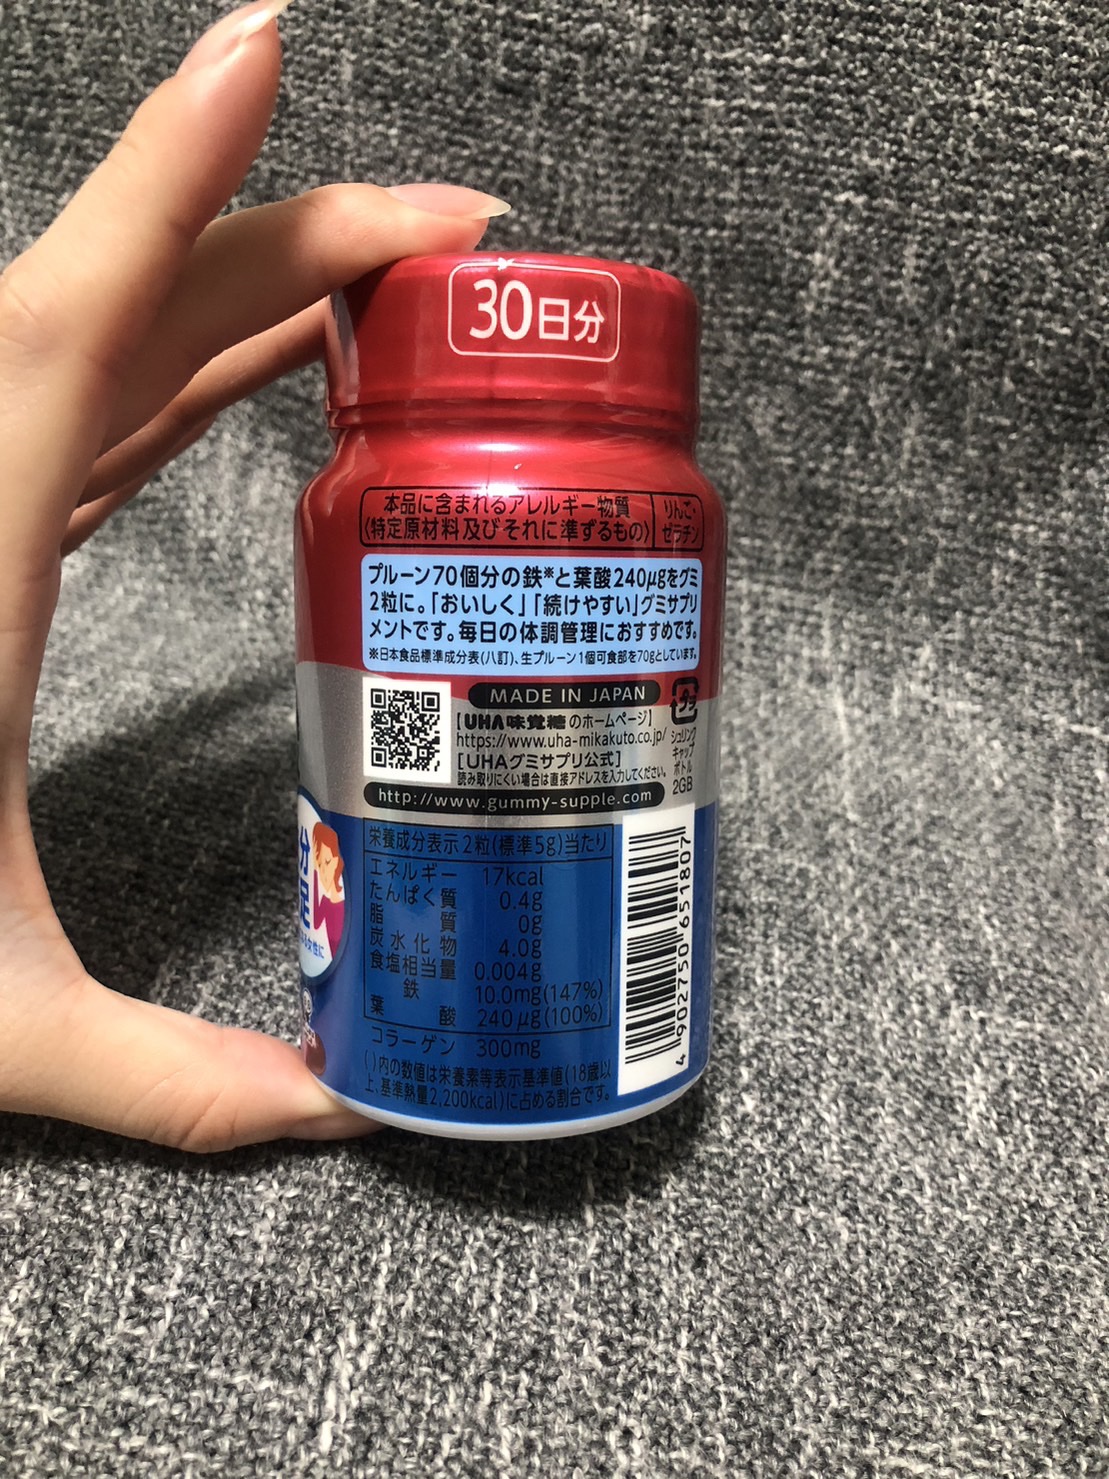 30日分
本品に含まれるアレルギー物質
〈特定原材料及びそれに準ずるもの〉
りんご・
ゼラチン
プルーン70個分の鉄※と葉酸240μgをグミ
2粒に。「おいしく」「続けやすい」グミサプリ
メントです。毎日の体調管理におすすめです。
※日本食品標準成分表(八訂)、生プルーン1個可食部を70gとしています。
MADE IN JAPAN
【UHA味覚糖のホームページ】
https://www.uha-mikakuto.co.jp/
[UHAグミサプリ公式]
読み取りにくい場合は直接アドレスを入力してください。
http://www.gummy-supple.com
プラ
シュリンク
キャップ
ボトル
2GB
栄養成分表示 2粒(標準5g)当たり
エネルギー 17kcal
たんぱく質 0.4g
脂質 0g
炭水化物 4.0g
食塩相当量 0.004g
鉄 10.0mg(147%)
葉酸 240μg(100%)
コラーゲン 300mg
( )内の数値は栄養素等表示基準値(18歳以
上、基準熱量2,200kcal)に占める割合です。
4 902750 651807
分
足
女性に